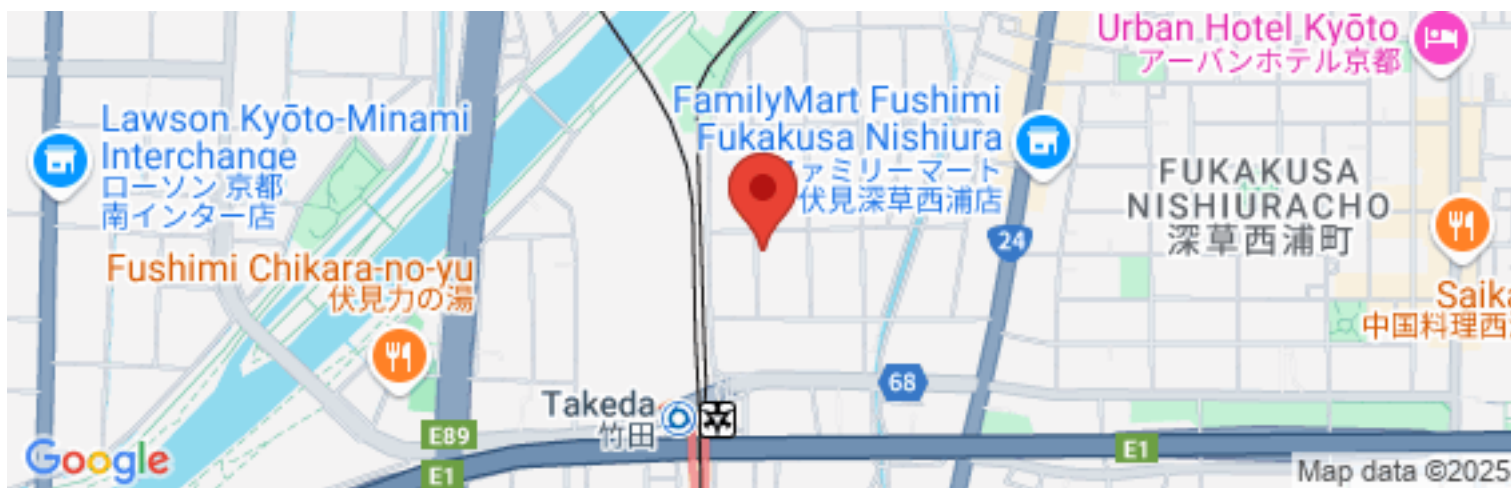 Urban Hotel Kyōto
アーバンホテル京都
FamilyMart Fushimi
Fukakusa Nishiura
ァミリーマート
伏見深草西浦店
Lawson Kyōto-Minami
Interchange
ローソン 京都
南インター店
FUKAKUSA
NISHIURACHO
深草西浦町
24
Fushimi Chikara-no-yu
伏見力の湯
Saika
中国料理西
68
Takeda
竹田
E89
E1
E1
Google
Map data ©2025